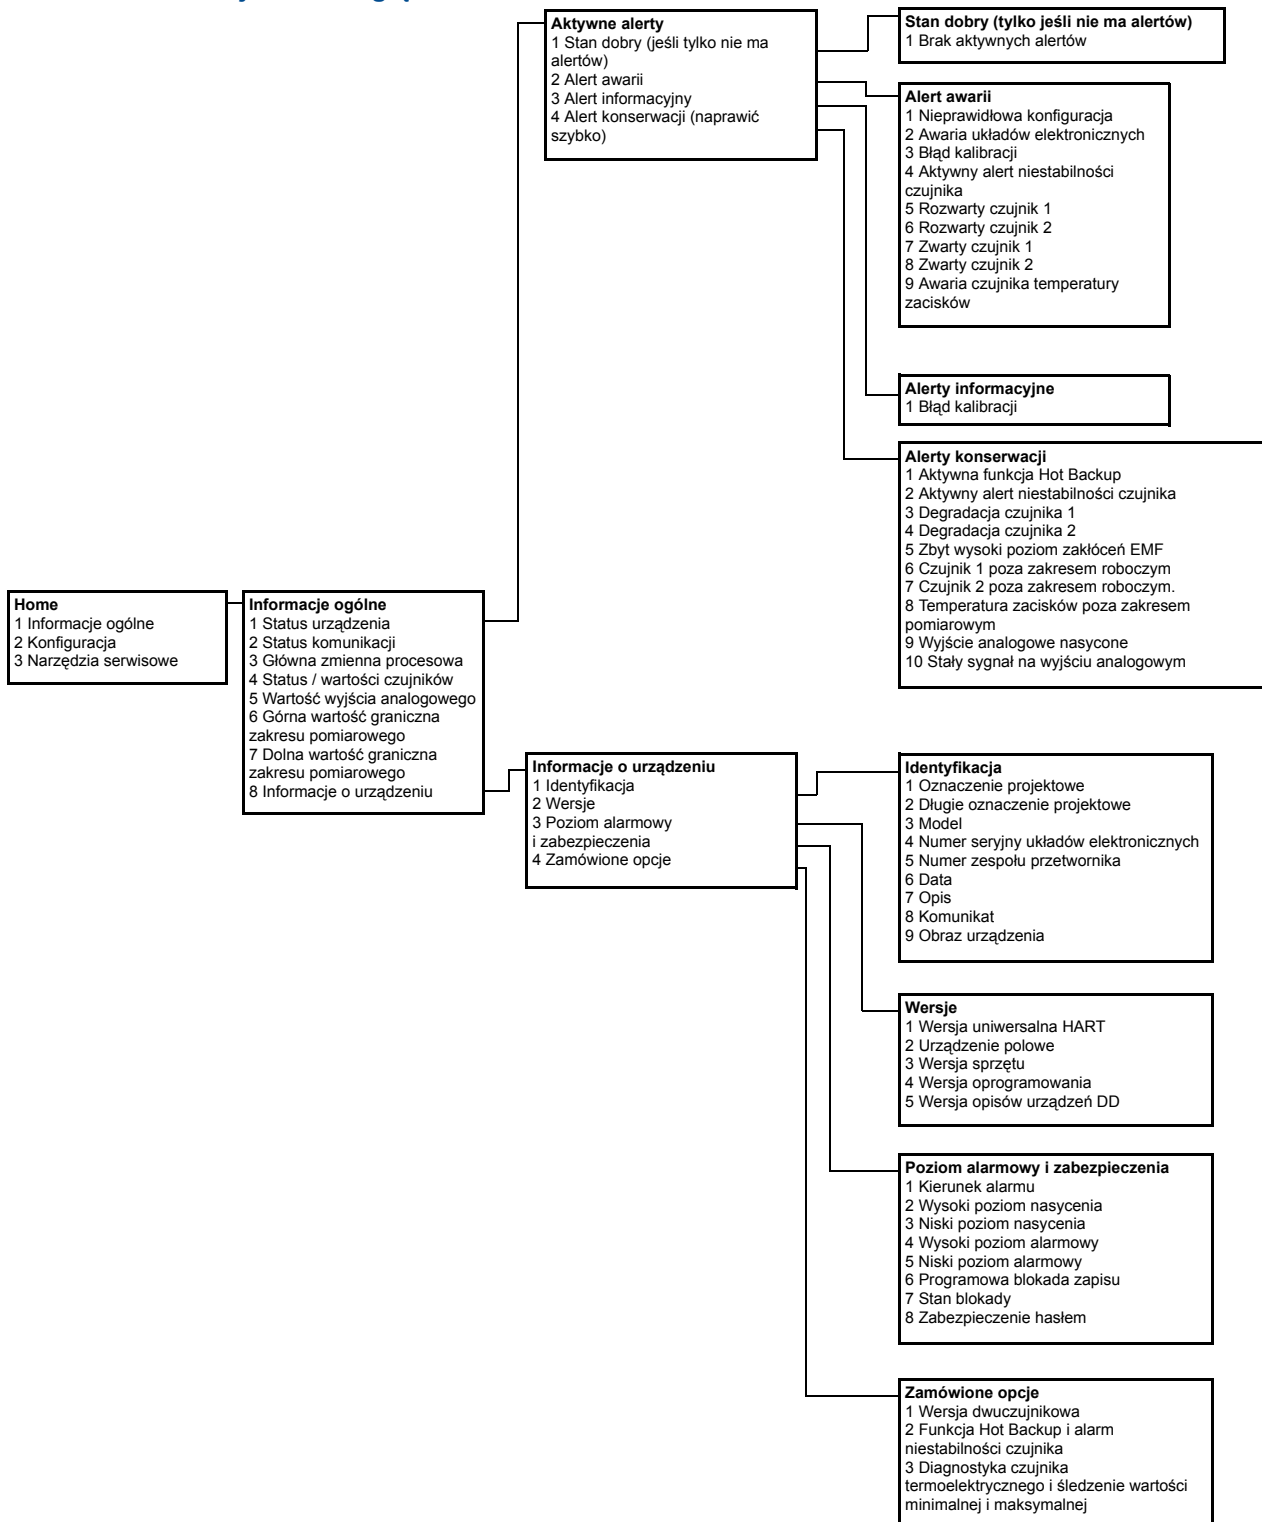 Aktywne alerty
1 Stan dobry (jeśli tylko nie ma
alertów)
2 Alert awarii
3 Alert informacyjny
4 Alert konserwacji (naprawić
szybko)
Stan dobry (tylko jeśli nie ma alertów)
1 Brak aktywnych alertów
Alert awarii
1 Nieprawidłowa konfiguracja
2 Awaria układów elektronicznych
3 Błąd kalibracji
4 Aktywny alert niestabilności
czujnika
5 Rozwarty czujnik 1
6 Rozwarty czujnik 2
7 Zwarty czujnik 1
8 Zwarty czujnik 2
9 Awaria czujnika temperatury
zacisków
Alerty informacyjne
1 Błąd kalibracji
Alerty konserwacji
1 Aktywna funkcja Hot Backup
2 Aktywny alert niestabilności czujnika
3 Degradacja czujnika 1
4 Degradacja czujnika 2
5 Zbyt wysoki poziom zakłóceń EMF
6 Czujnik 1 poza zakresem roboczym
7 Czujnik 2 poza zakresem roboczym.
8 Temperatura zacisków poza zakresem
pomiarowym
9 Wyjście analogowe nasycone
10 Stały sygnał na wyjściu analogowym
Home
1 Informacje ogólne
2 Konfiguracja
3 Narzędzia serwisowe
Informacje ogólne
1 Status urządzenia
2 Status komunikacji
3 Główna zmienna procesowa
4 Status / wartości czujników
5 Wartość wyjścia analogowego
6 Górna wartość graniczna
zakresu pomiarowego
7 Dolna wartość graniczna
zakresu pomiarowego
8 Informacje o urządzeniu
Informacje o urządzeniu
1 Identyfikacja
2 Wersje
3 Poziom alarmowy
i zabezpieczenia
4 Zamówione opcje
Identyfikacja
1 Oznaczenie projektowe
2 Długie oznaczenie projektowe
3 Model
4 Numer seryjny układów elektronicznych
5 Numer zespołu przetwornika
6 Data
7 Opis
8 Komunikat
9 Obraz urządzenia
Wersje
1 Wersja uniwersalna HART
2 Urządzenie polowe
3 Wersja sprzętu
4 Wersja oprogramowania
5 Wersja opisów urządzeń DD
Poziom alarmowy i zabezpieczenia
1 Kierunek alarmu
2 Wysoki poziom nasycenia
3 Niski poziom nasycenia
4 Wysoki poziom alarmowy
5 Niski poziom alarmowy
6 Programowa blokada zapisu
7 Stan blokady
8 Zabezpieczenie hasłem
Zamówione opcje
1 Wersja dwuczujnikowa
2 Funkcja Hot Backup i alarm
niestabilności czujnika
3 Diagnostyka czujnika
termoelektrycznego i śledzenie wartości
minimalnej i maksymalnej